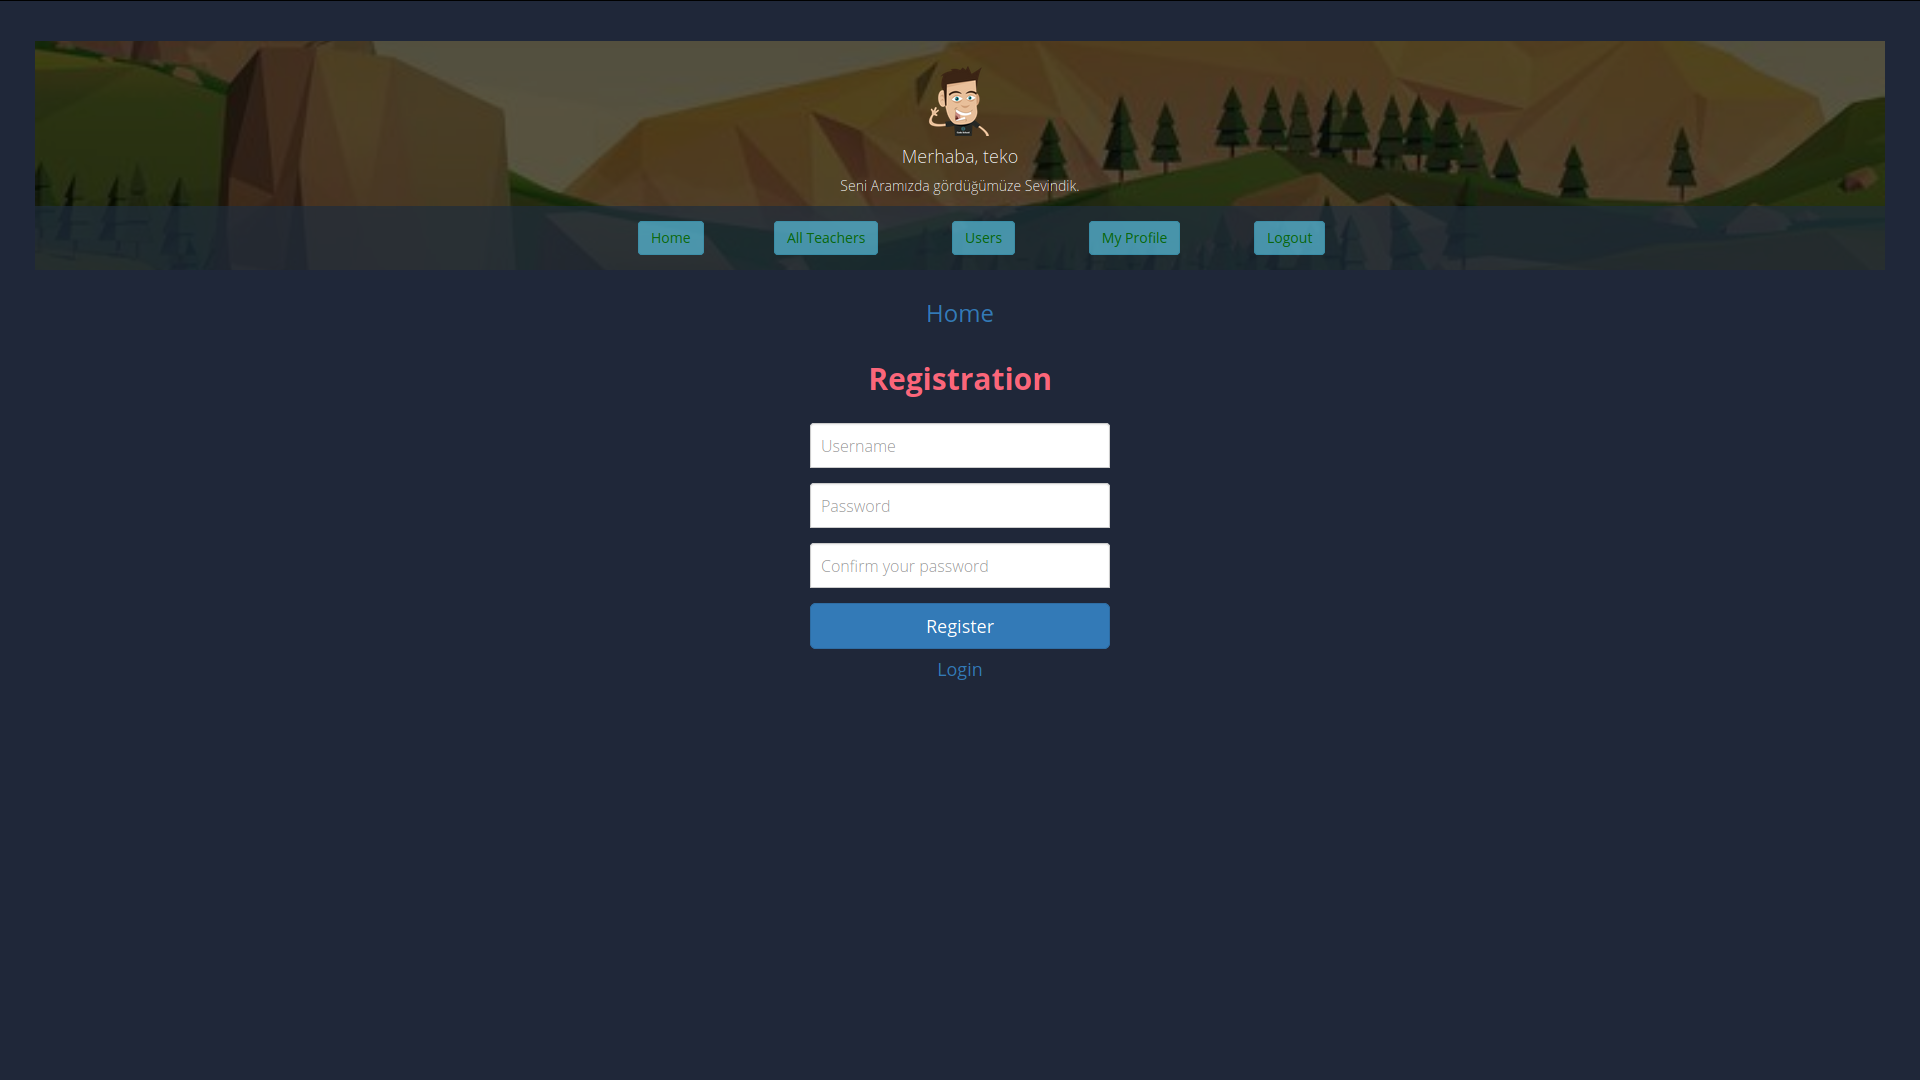 Merhaba, teko
Seni Aramızda gördüğümüze Sevindik.
Home All Teachers Users My Profile Logout
Home
Registration
Username
Password
Confirm your password
Register
Login